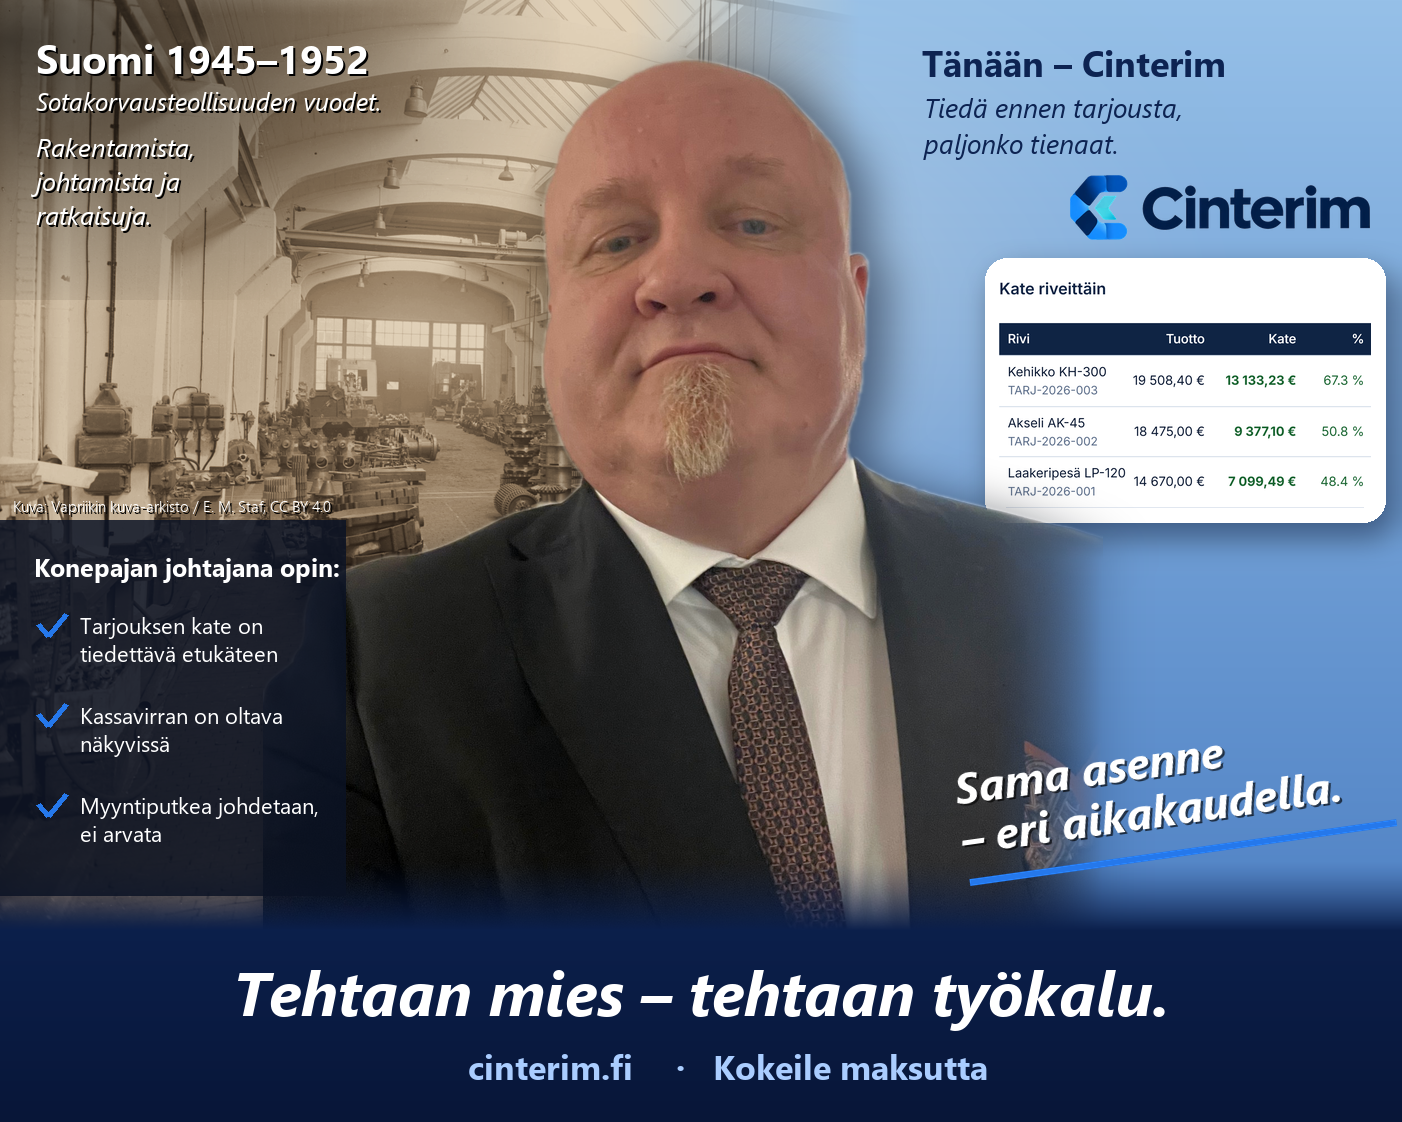 Suomi 1945–1952
Sotakorvausteollisuuden vuodet.
Rakentamista,
johtamista ja
ratkaisuja.
Kuva: Vapriikin kuva-arkisto / E. M. Staf, CC BY 4.0
Konepajan johtajana opin:
Tarjouksen kate on
tiedettävä etukäteen
Kassavirran on oltava
näkyvissä
Myyntiputkea johdetaan,
ei arvata
Tänään – Cinterim
Tiedä ennen tarjousta,
paljonko tienaat.
Cinterim
Kate riveittäin
Rivi Tuotto Kate %
Kehikko KH-300 19 508,40 € 13 133,23 € 67.3 %
TARJ-2026-003
Akseli AK-45 18 475,00 € 9 377,10 € 50.8 %
TARJ-2026-002
Laakeripesä LP-120 14 670,00 € 7 099,49 € 48.4 %
TARJ-2026-001
Sama asenne
– eri aikakaudella.
Tehtaan mies – tehtaan työkalu.
cinterim.fi · Kokeile maksutta